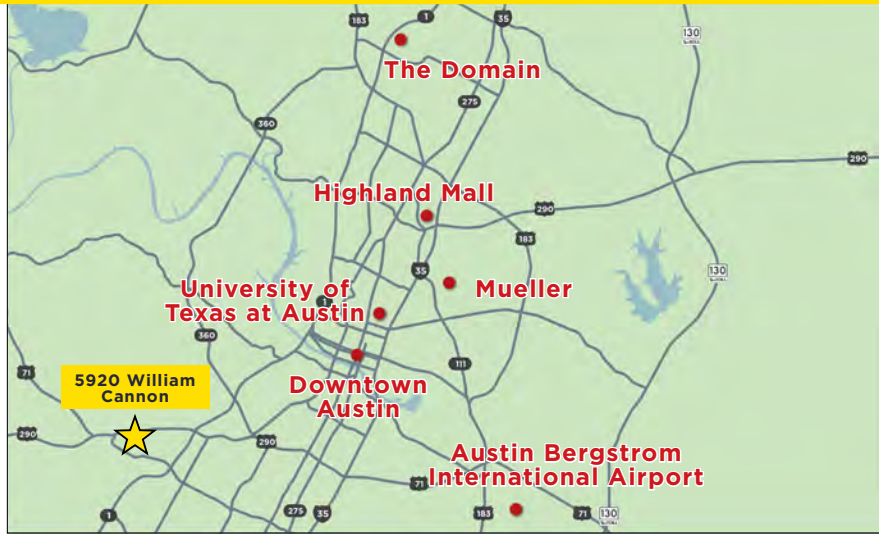 183
1
35
130
The Domain
275
360
290
Highland Mall
290
183
35
130
University of
Texas at Austin
Mueller
1
360
111
71
5920 William
Cannon
Downtown
Austin
290
290
Austin Bergstrom
International Airport
71
1
275
35
183
71
130